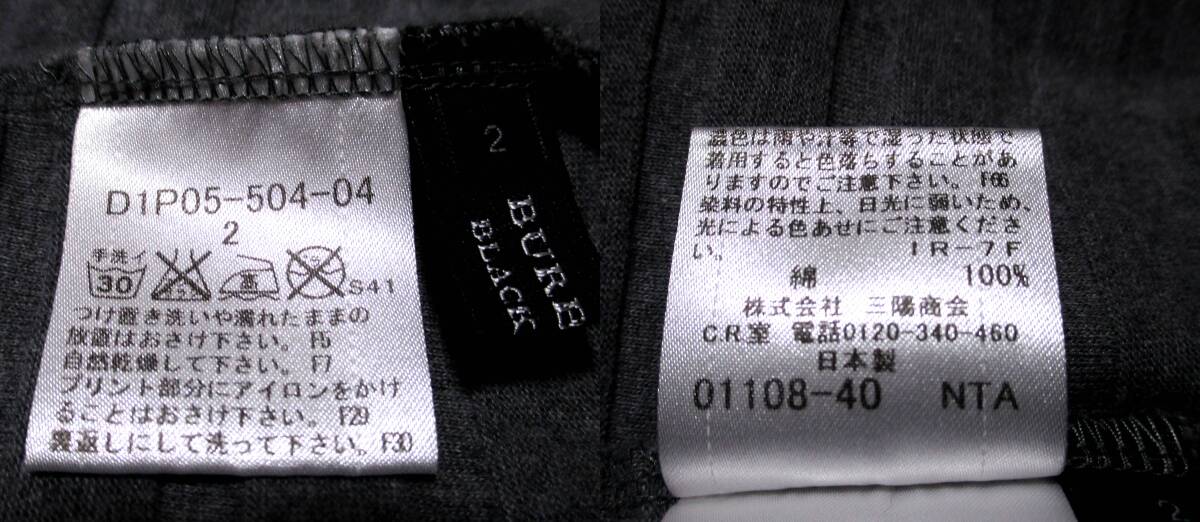 D1P05-504-04
2
手洗イ
30
高
S41
つけ置き洗いや濡れたままの
放置はおさけ下さい。F5
自然乾燥して下さい。F7
プリント部分にアイロンをかけ
ることはおさけ下さい。F29
裏返しにして洗って下さい。F30
2
BURB
BLACK
濃色は雨や汗等で湿った状態で
着用すると色落ちすることがあ
りますのでご注意下さい。F66
染料の特性上、日光に弱いため、
光による色あせにご注意くださ
い。 IR-7F
綿 100%
株式会社 三陽商会
C.R室 電話0120-340-460
日本製
01108-40 NTA